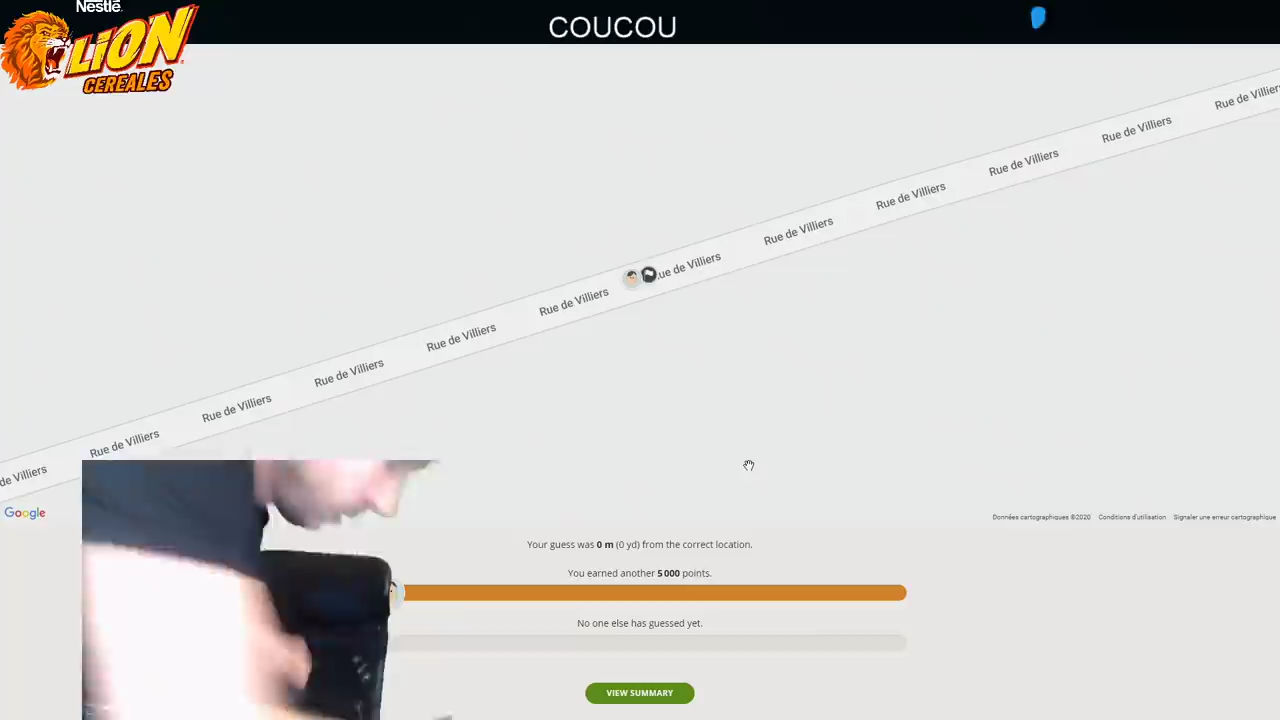 Nestlé
LION
CEREALES
COUCOU
Rue de Villiers
Rue de Villiers
Rue de Villiers
Rue de Villiers
Rue de Villiers
ue de Villiers
Rue de Villiers
Rue de Villiers
Rue de Villiers
Rue de Villiers
Rue de Villiers
de Villiers
Google
Données cartographiques ©2020 Conditions d'utilisation Signaler une erreur cartographique
Your guess was 0 m (0 yd) from the correct location.
You earned another 5 000 points.
No one else has guessed yet.
VIEW SUMMARY